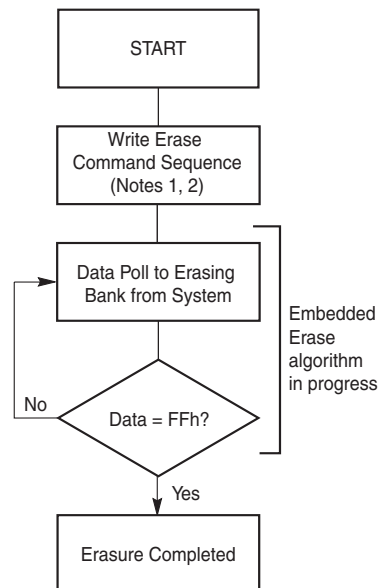 START
Write Erase
Command Sequence
(Notes 1, 2)
Data Poll to Erasing
Bank from System
Embedded
Erase
algorithm
in progress
No
Data = FFh?
Yes
Erasure Completed